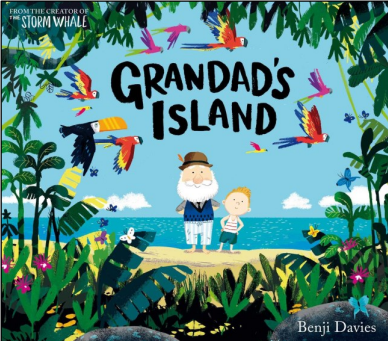 FROM THE CREATOR OF
THE STORM WHALE
GRANDAD'S
ISLAND
Benji Davies